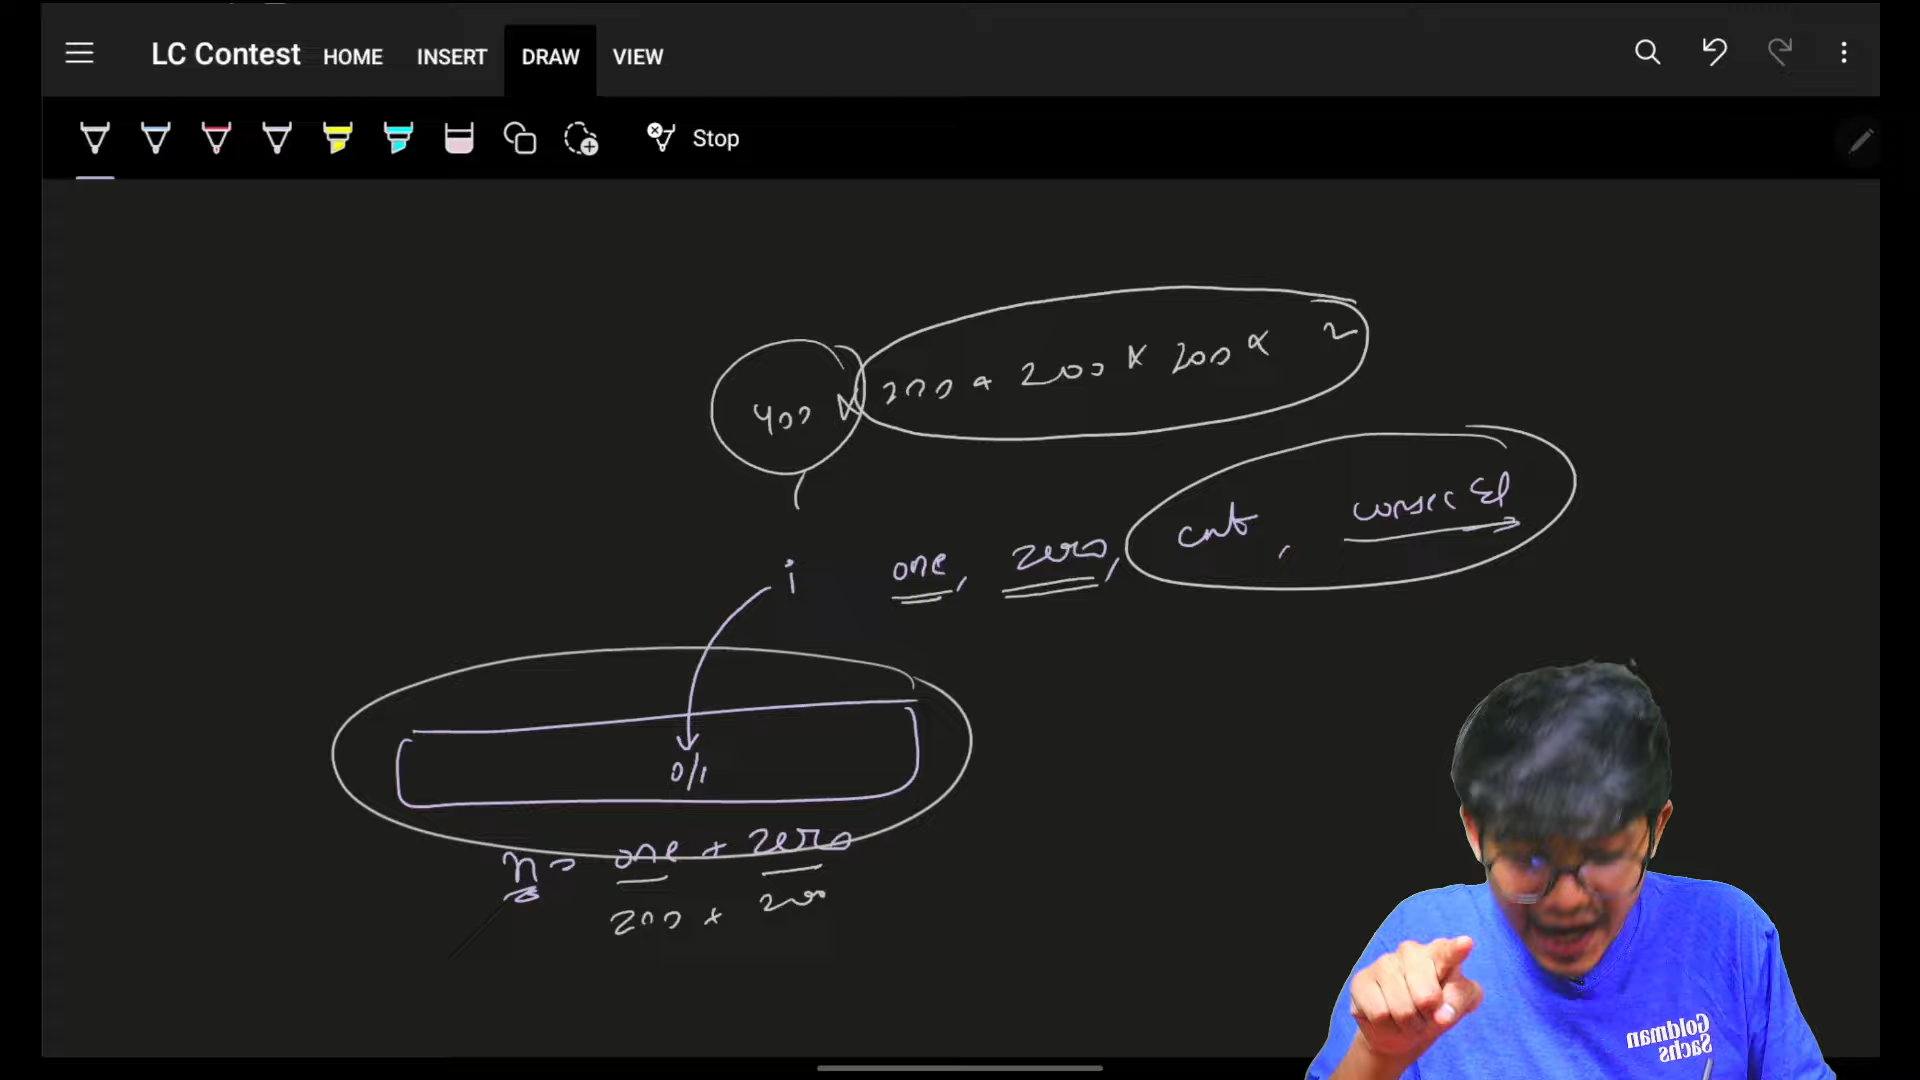 LC Contest HOME INSERT DRAW VIEW
Stop
400 × 200 * 200 × 200 × 2
i one, zero, cnt, consec El
0/1
n = one + zero
200 + 200
Goldman
Sachs